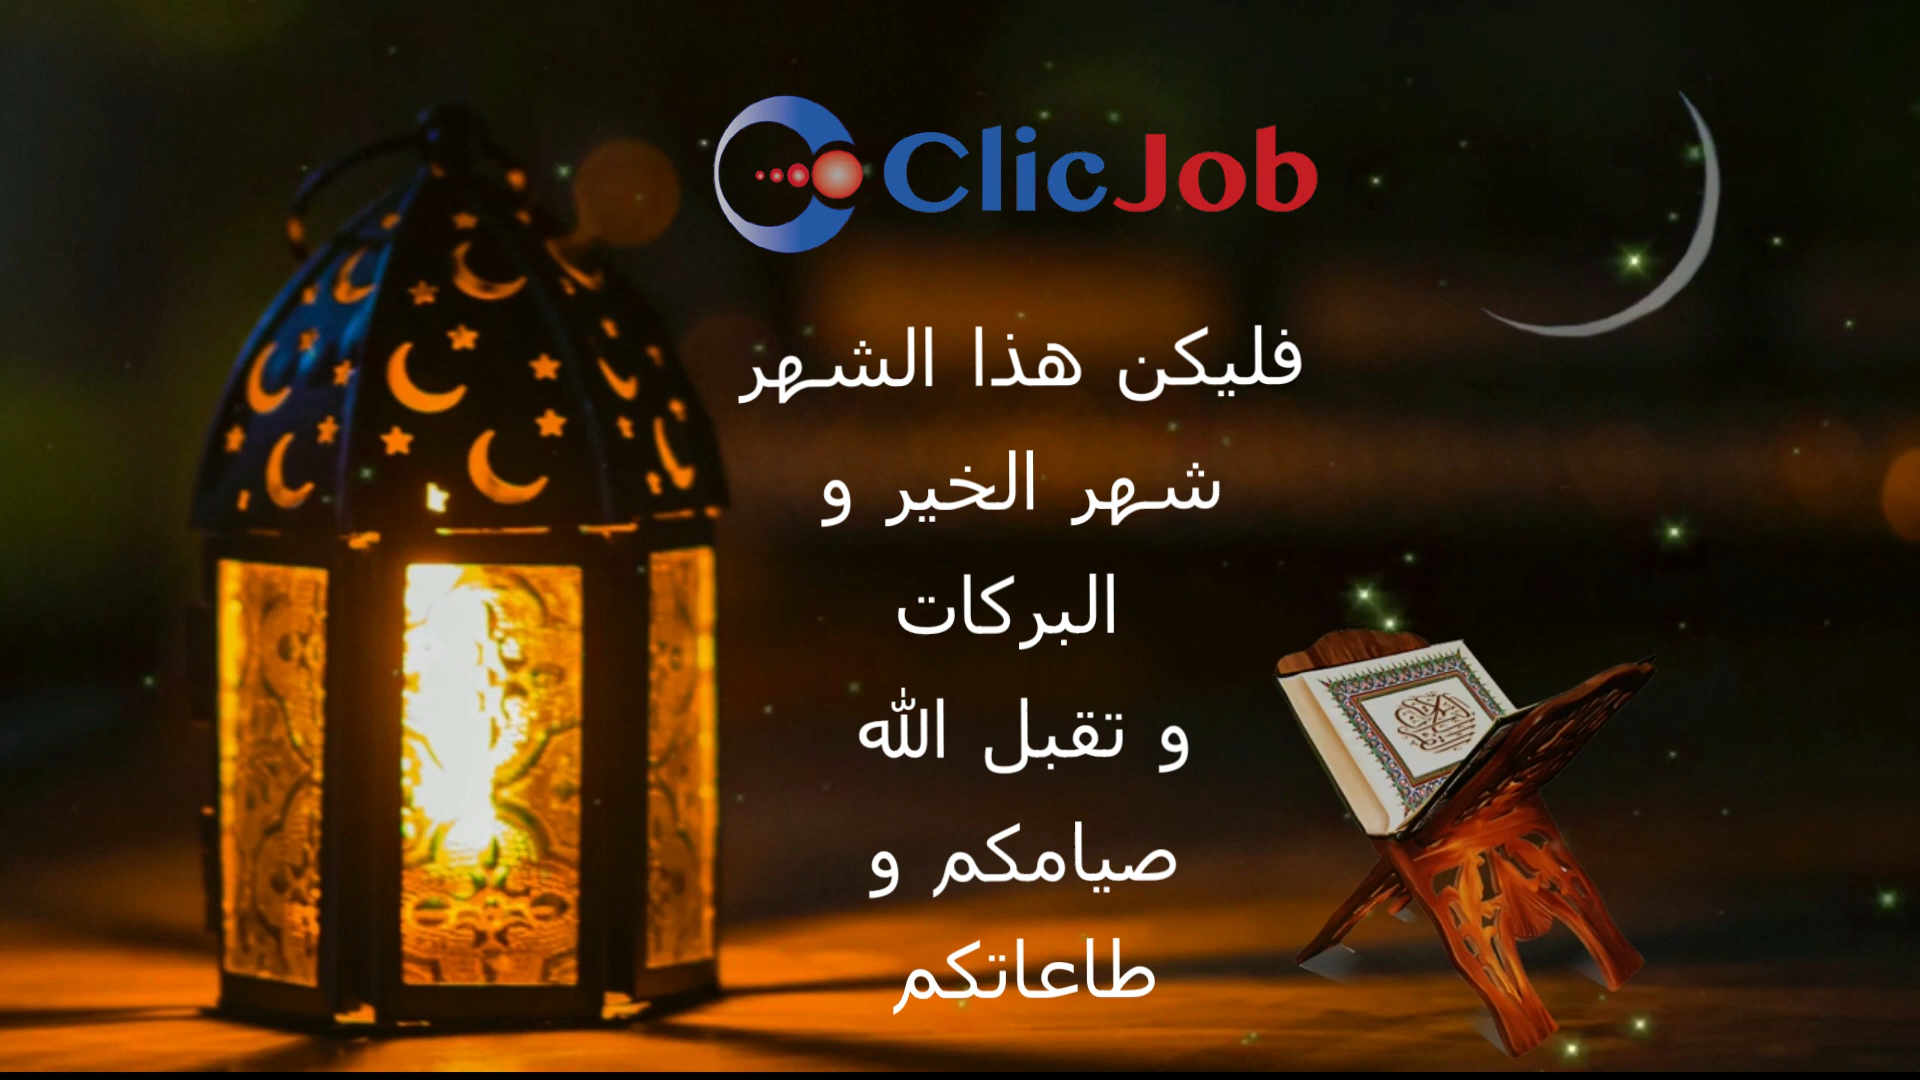 ClicJob
فليكن هذا الشهر
شهر الخير و
البركات
و تقبل الله
صيامكم و
طاعاتكم